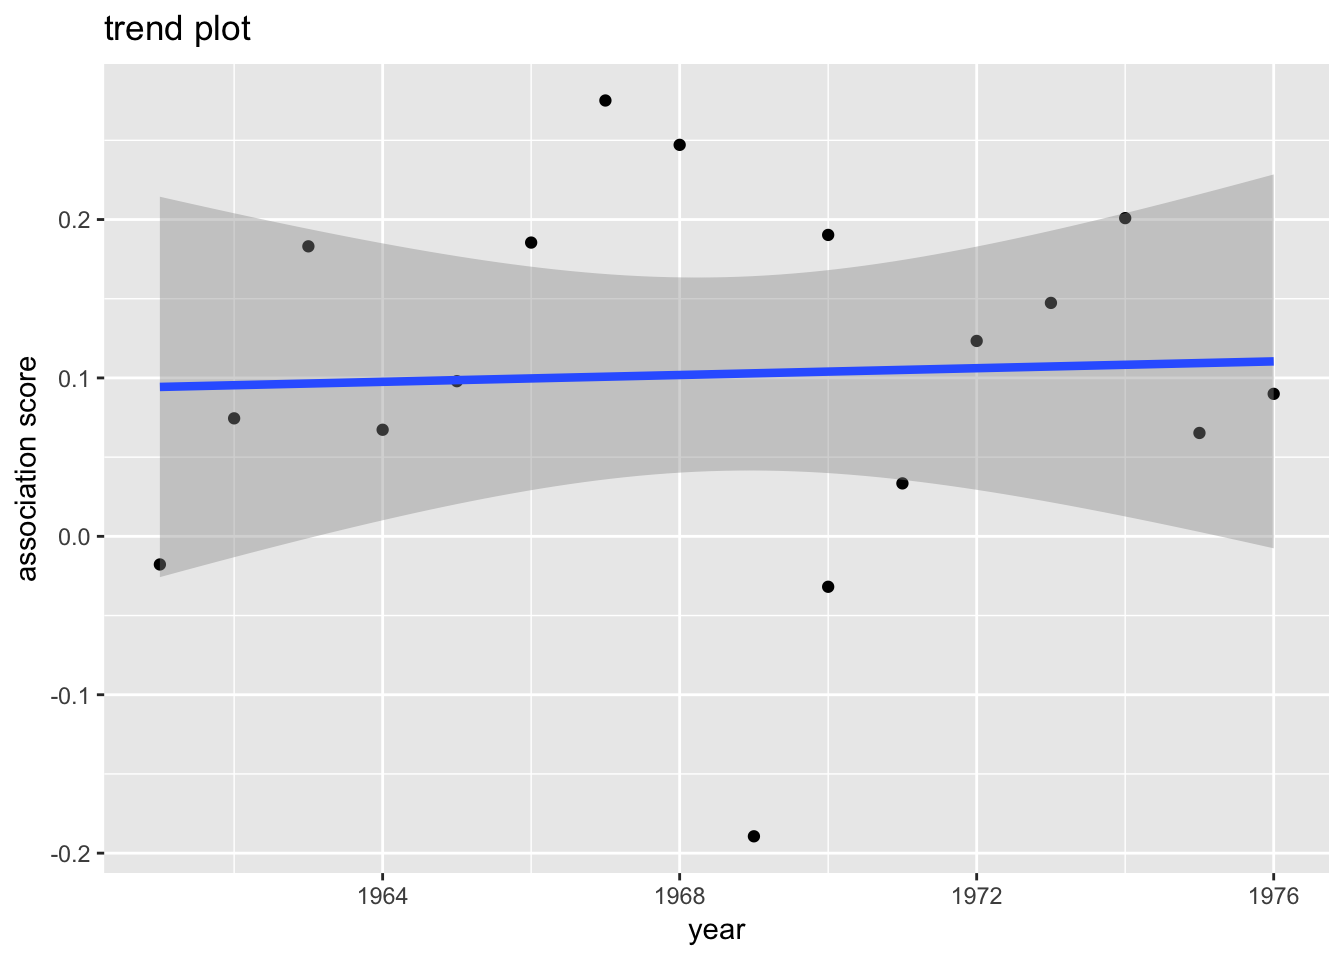 trend plot
association score
0.2
0.1
0.0
-0.1
-0.2
1964 1968 1972 1976
year